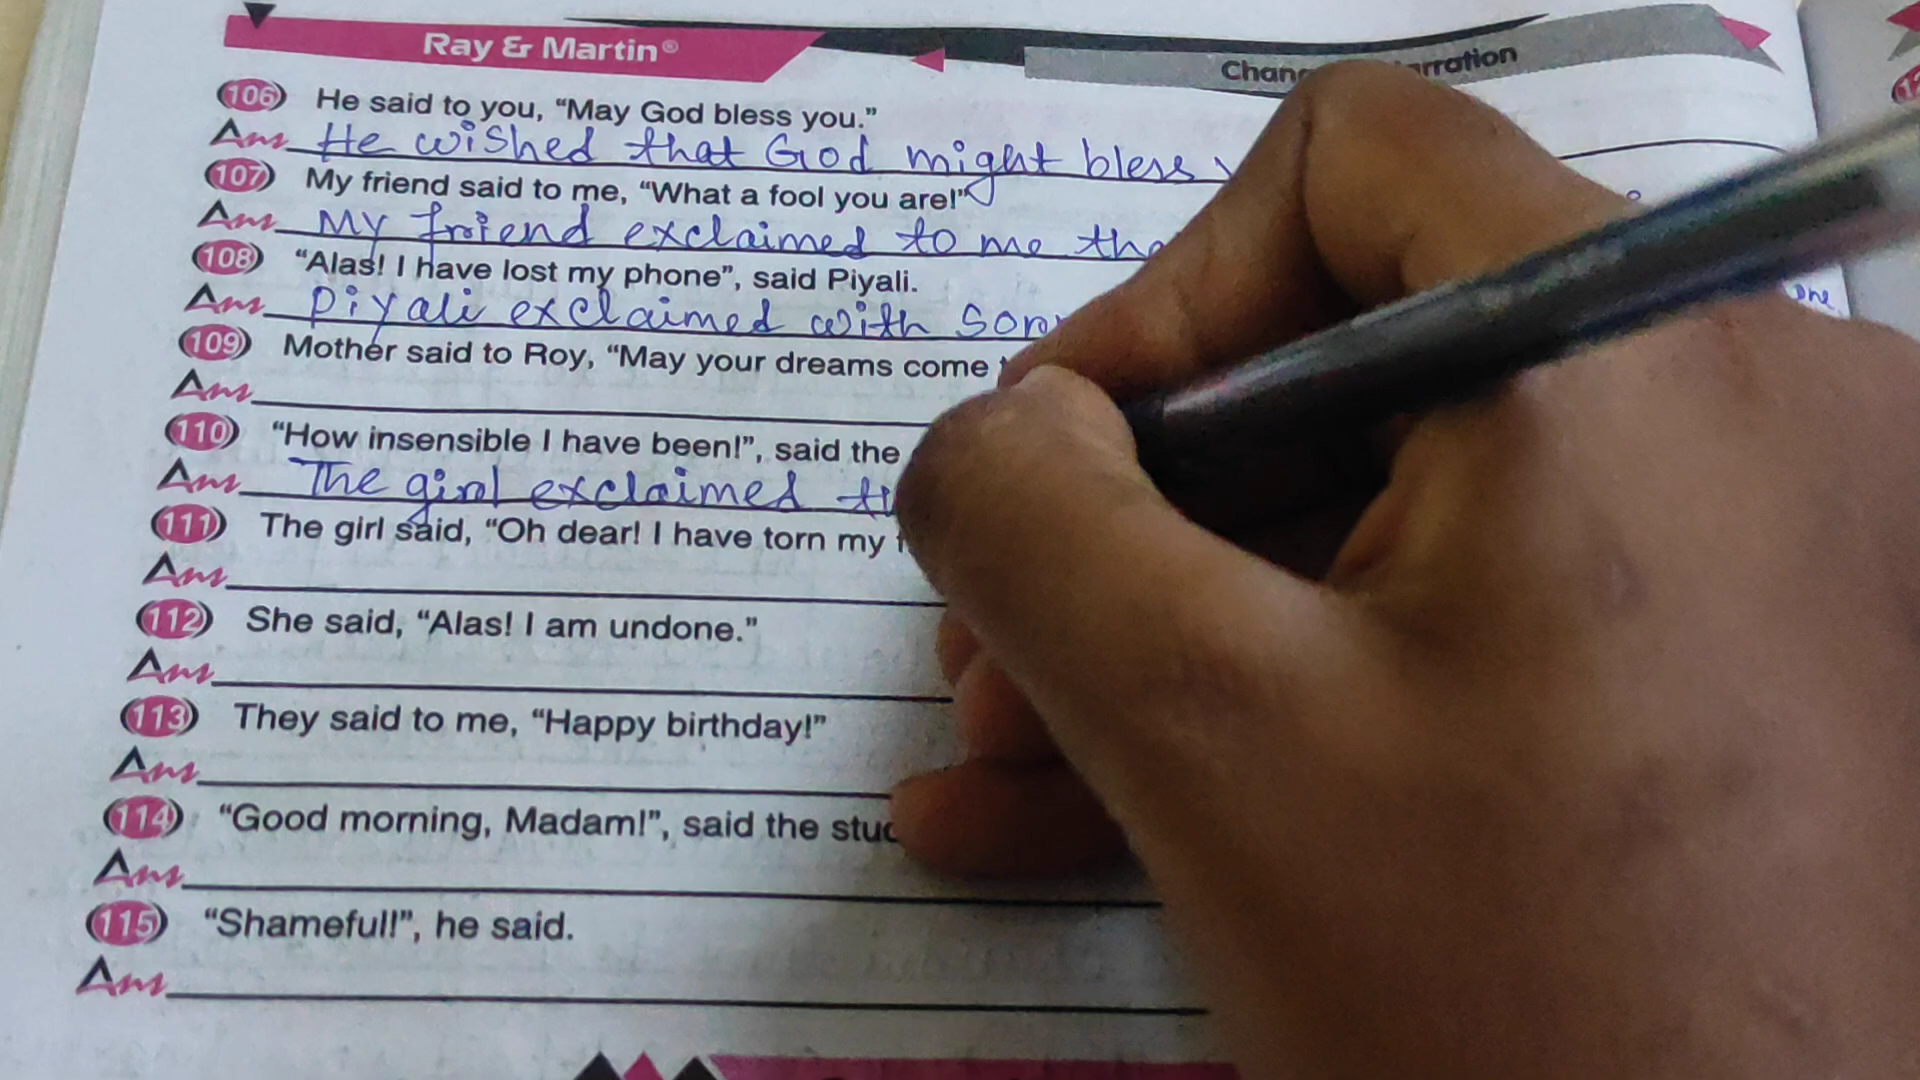 Ray & Martin®
106 He said to you, “May God bless you.”
Ans He wished that God might bless
107 My friend said to me, “What a fool you are!”
Ans My friend exclaimed to me
108 “Alas! I have lost my phone”, said Piyali.
Ans Piyali exclaimed with
one.
109 Mother said to Roy, “May your dreams come
Ans
110 “How insensible I have been!”, said the
Ans The girl exclaimed
111 The girl said, “Oh dear! I have torn my
Ans
112 She said, “Alas! I am undone.”
Ans
113 They said to me, “Happy birthday!”
Ans
114 “Good morning, Madam!”, said the
Ans
115 “Shameful!”, he said.
Ans